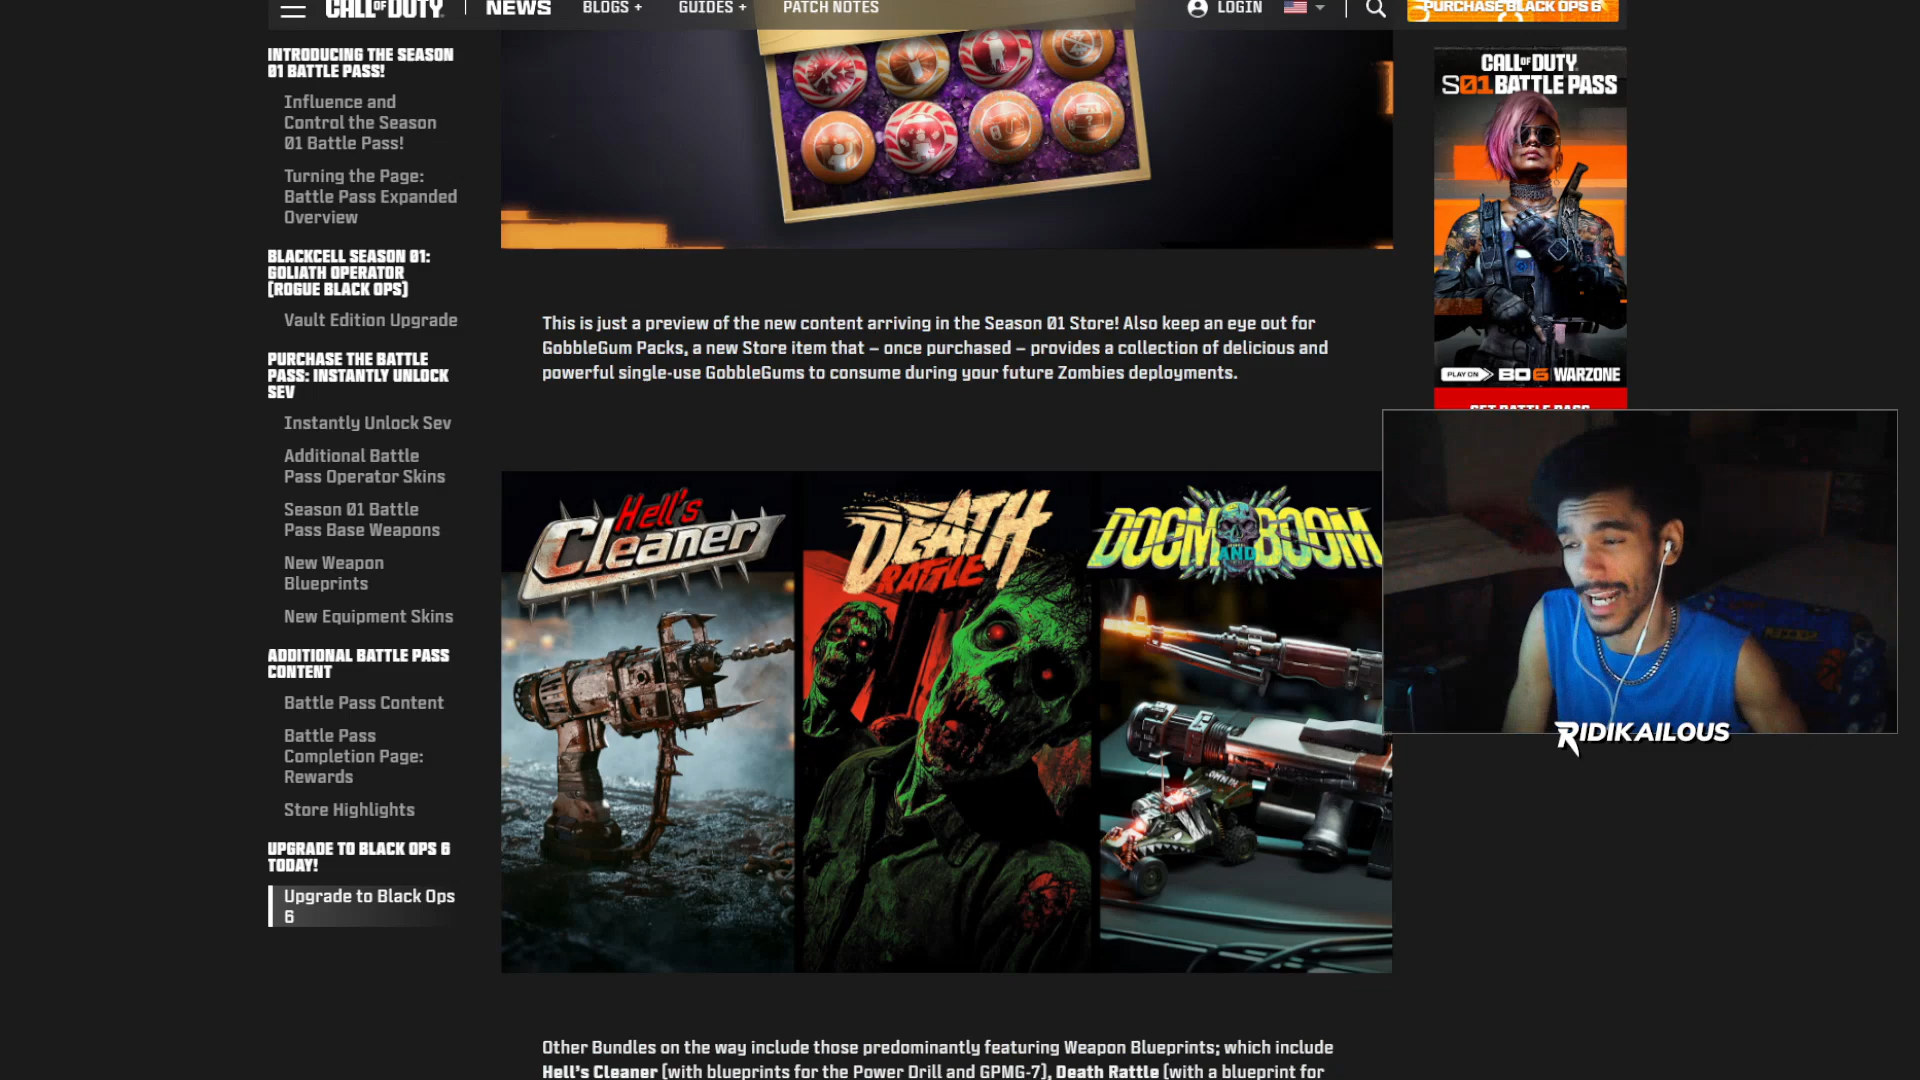 CALL OF DUTY
NEWS
BLOGS +
GUIDES +
PATCH NOTES
LOGIN
PURCHASE BLACK OPS 6
INTRODUCING THE SEASON
01 BATTLE PASS!
Influence and
Control the Season
01 Battle Pass!
Turning the Page:
Battle Pass Expanded
Overview
BLACKCELL SEASON 01:
GOLIATH OPERATOR
(ROGUE BLACK OPS)
Vault Edition Upgrade
PURCHASE THE BATTLE
PASS: INSTANTLY UNLOCK
SEV
Instantly Unlock Sev
Additional Battle
Pass Operator Skins
Season 01 Battle
Pass Base Weapons
New Weapon
Blueprints
New Equipment Skins
ADDITIONAL BATTLE PASS
CONTENT
Battle Pass Content
Battle Pass
Completion Page:
Rewards
Store Highlights
UPGRADE TO BLACK OPS 6
TODAY!
Upgrade to Black Ops
6
This is just a preview of the new content arriving in the Season 01 Store! Also keep an eye out for
GobbleGum Packs, a new Store item that – once purchased – provides a collection of delicious and
powerful single-use GobbleGums to consume during your future Zombies deployments.
Hell's
Cleaner
DEATH
RATTLE
DOOM AND BOOM
Other Bundles on the way include those predominantly featuring Weapon Blueprints; which include
Hell's Cleaner (with blueprints for the Power Drill and GPMG-7), Death Rattle (with a blueprint for
CALL OF DUTY
S01 BATTLE PASS
PLAY ON BO6 WARZONE
GET BATTLE PASS
RIDIKAILOUS